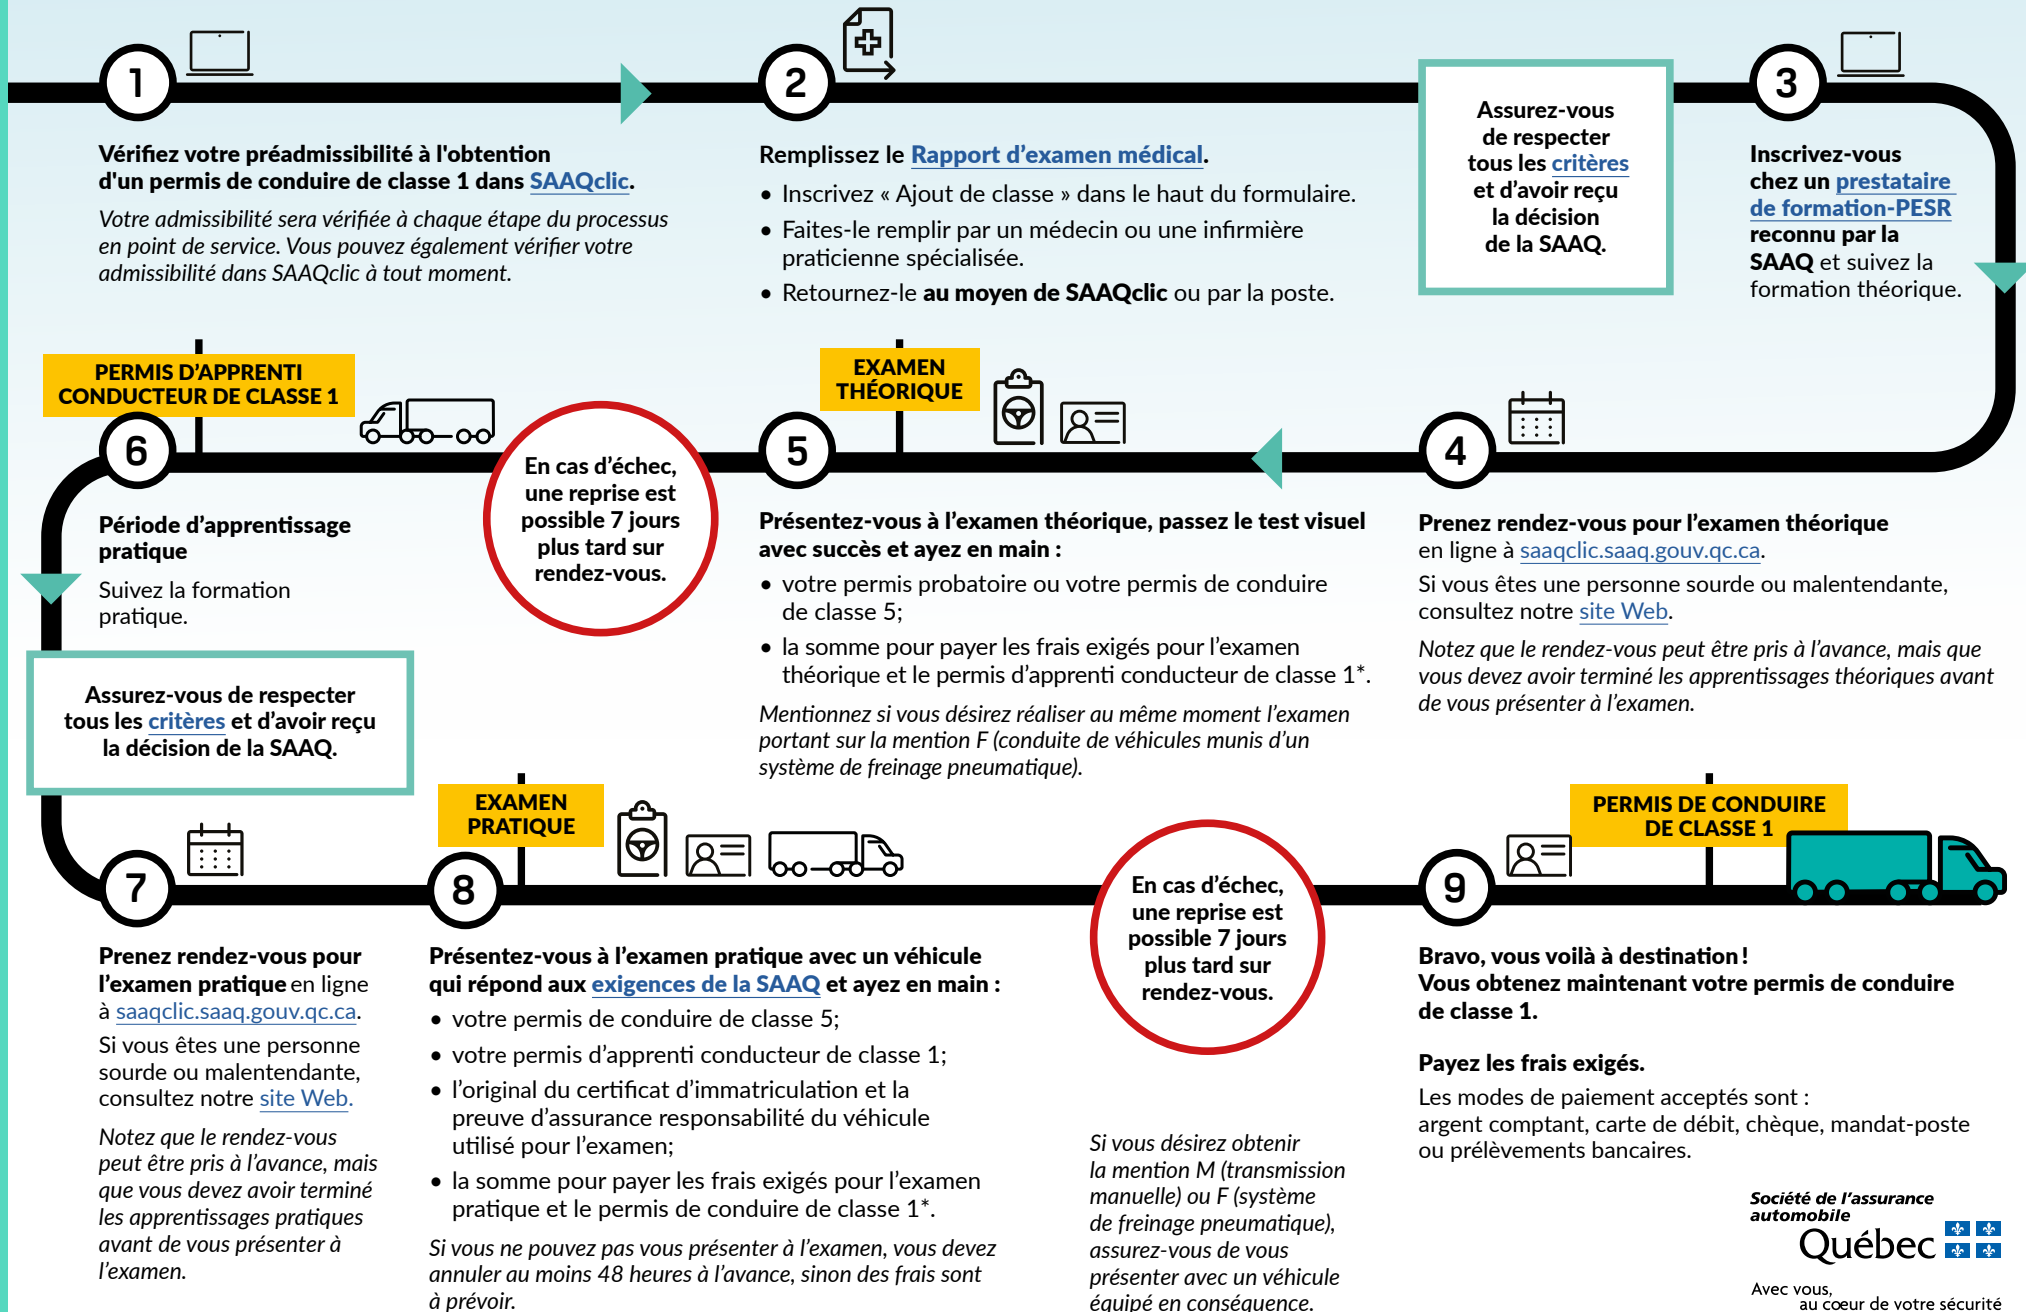 1
Vérifiez votre préadmissibilité à l'obtention
d'un permis de conduire de classe 1 dans SAAQclic.
Votre admissibilité sera vérifiée à chaque étape du processus
en point de service. Vous pouvez également vérifier votre
admissibilité dans SAAQclic à tout moment.
2
Remplissez le Rapport d’examen médical.
• Inscrivez « Ajout de classe » dans le haut du formulaire.
• Faites-le remplir par un médecin ou une infirmière
praticienne spécialisée.
• Retournez-le au moyen de SAAQclic ou par la poste.
Assurez-vous
de respecter
tous les critères
et d’avoir reçu
la décision
de la SAAQ.
3
Inscrivez-vous
chez un prestataire
de formation-PESR
reconnu par la
SAAQ et suivez la
formation théorique.
4
Prenez rendez-vous pour l’examen théorique
en ligne à saaqclic.saaq.gouv.qc.ca.
Si vous êtes une personne sourde ou malentendante,
consultez notre site Web.
Notez que le rendez-vous peut être pris à l’avance, mais que
vous devez avoir terminé les apprentissages théoriques avant
de vous présenter à l’examen.
EXAMEN
THÉORIQUE
5
Présentez-vous à l’examen théorique, passez le test visuel
avec succès et ayez en main :
• votre permis probatoire ou votre permis de conduire
de classe 5;
• la somme pour payer les frais exigés pour l’examen
théorique et le permis d’apprenti conducteur de classe 1*.
Mentionnez si vous désirez réaliser au même moment l’examen
portant sur la mention F (conduite de véhicules munis d’un
système de freinage pneumatique).
En cas d’échec,
une reprise est
possible 7 jours
plus tard sur
rendez-vous.
PERMIS D’APPRENTI
CONDUCTEUR DE CLASSE 1
6
Période d’apprentissage
pratique
Suivez la formation
pratique.
Assurez-vous de respecter
tous les critères et d’avoir reçu
la décision de la SAAQ.
7
Prenez rendez-vous pour
l’examen pratique en ligne
à saaqclic.saaq.gouv.qc.ca.
Si vous êtes une personne
sourde ou malentendante,
consultez notre site Web.
Notez que le rendez-vous
peut être pris à l’avance, mais
que vous devez avoir terminé
les apprentissages pratiques
avant de vous présenter à
l’examen.
EXAMEN
PRATIQUE
8
Présentez-vous à l’examen pratique avec un véhicule
qui répond aux exigences de la SAAQ et ayez en main :
• votre permis de conduire de classe 5;
• votre permis d’apprenti conducteur de classe 1;
• l’original du certificat d’immatriculation et la
preuve d’assurance responsabilité du véhicule
utilisé pour l’examen;
• la somme pour payer les frais exigés pour l’examen
pratique et le permis de conduire de classe 1*.
Si vous ne pouvez pas vous présenter à l’examen, vous devez
annuler au moins 48 heures à l’avance, sinon des frais sont
à prévoir.
En cas d’échec,
une reprise est
possible 7 jours
plus tard sur
rendez-vous.
Si vous désirez obtenir
la mention M (transmission
manuelle) ou F (système
de freinage pneumatique),
assurez-vous de vous
présenter avec un véhicule
équipé en conséquence.
PERMIS DE CONDUIRE
DE CLASSE 1
9
Bravo, vous voilà à destination !
Vous obtenez maintenant votre permis de conduire
de classe 1.
Payez les frais exigés.
Les modes de paiement acceptés sont :
argent comptant, carte de débit, chèque, mandat-poste
ou prélèvements bancaires.
Société de l’assurance
automobile
Québec
Avec vous,
au cœur de votre sécurité